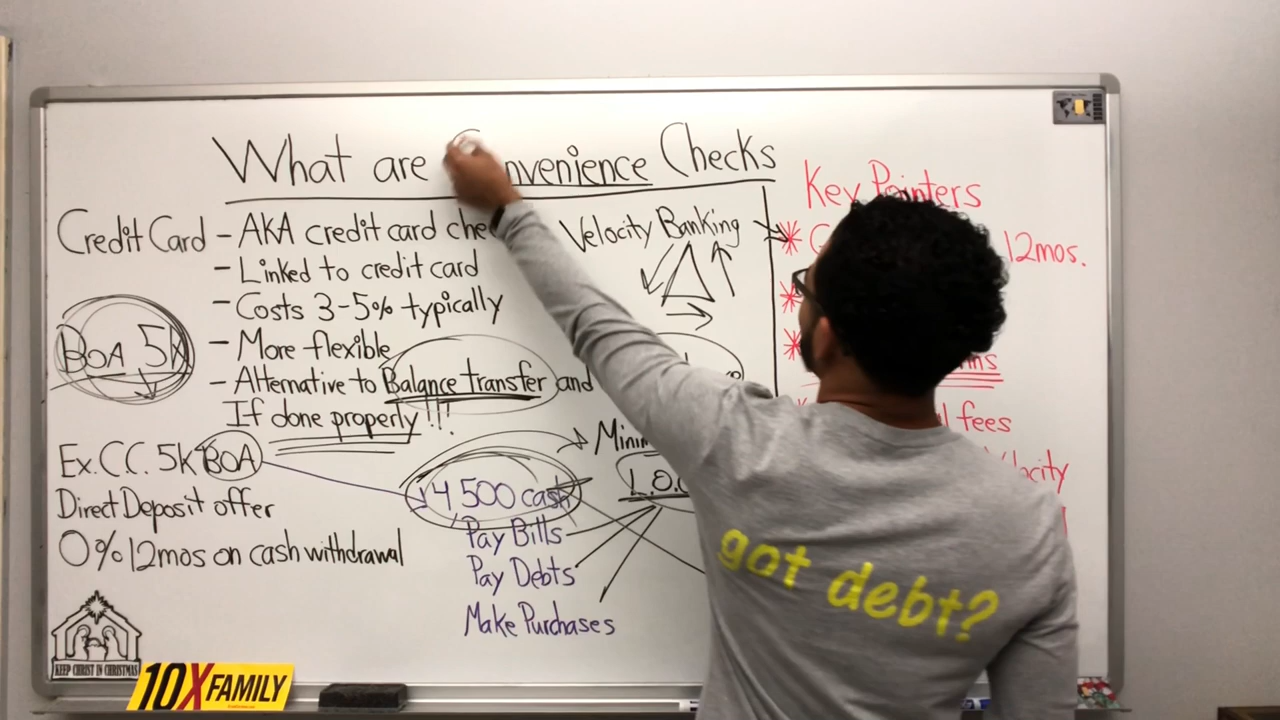 What are nvenience Checks
Credit Card - AKA credit card che
- Linked to credit card
- Costs 3-5% typically
- More flexible
- Alternative to Balance transfer and
If done properly!!!
BOA 5K
Ex. C.C. 5K BOA
Direct Deposit offer
0% 12mos on cash withdrawal
4500 cash
Pay Bills
Pay Debts
Make Purchases
Velocity Banking
Minim
L.O.C
Key Pointers
12mos.
fees
got debt?
KEEP CHRIST IN CHRISTMAS
10X FAMILY